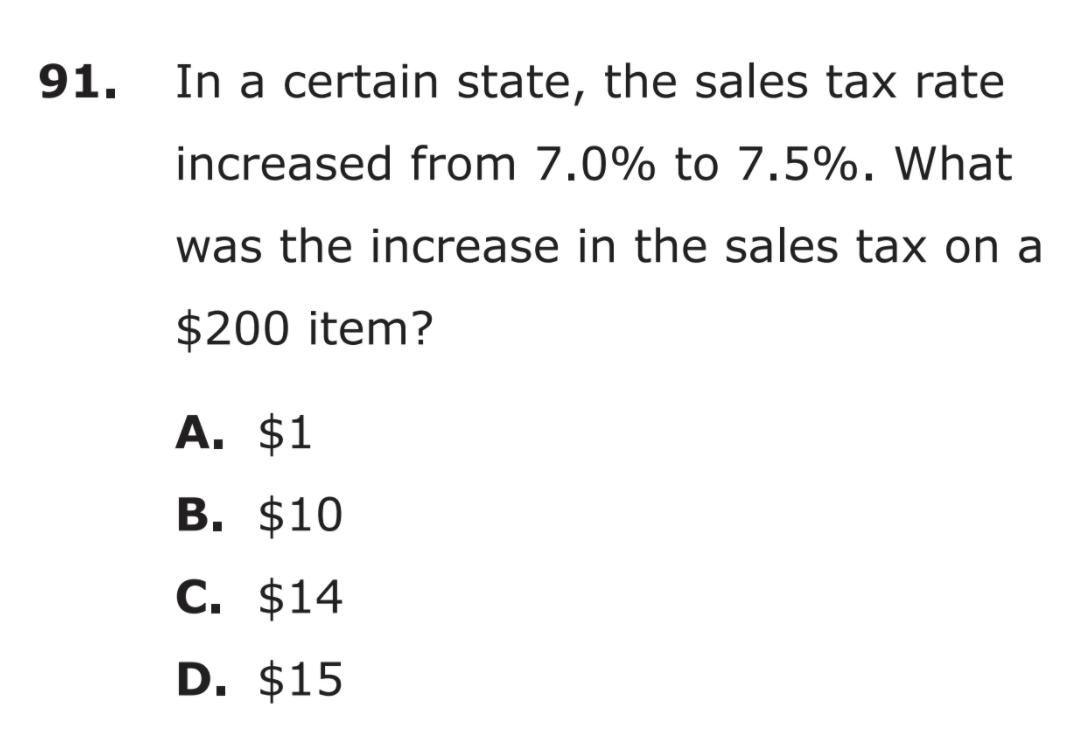 91. In a certain state, the sales tax rate
increased from 7.0% to 7.5%. What
was the increase in the sales tax on a
$200 item?
A. $1
B. $10
C. $14
D. $15